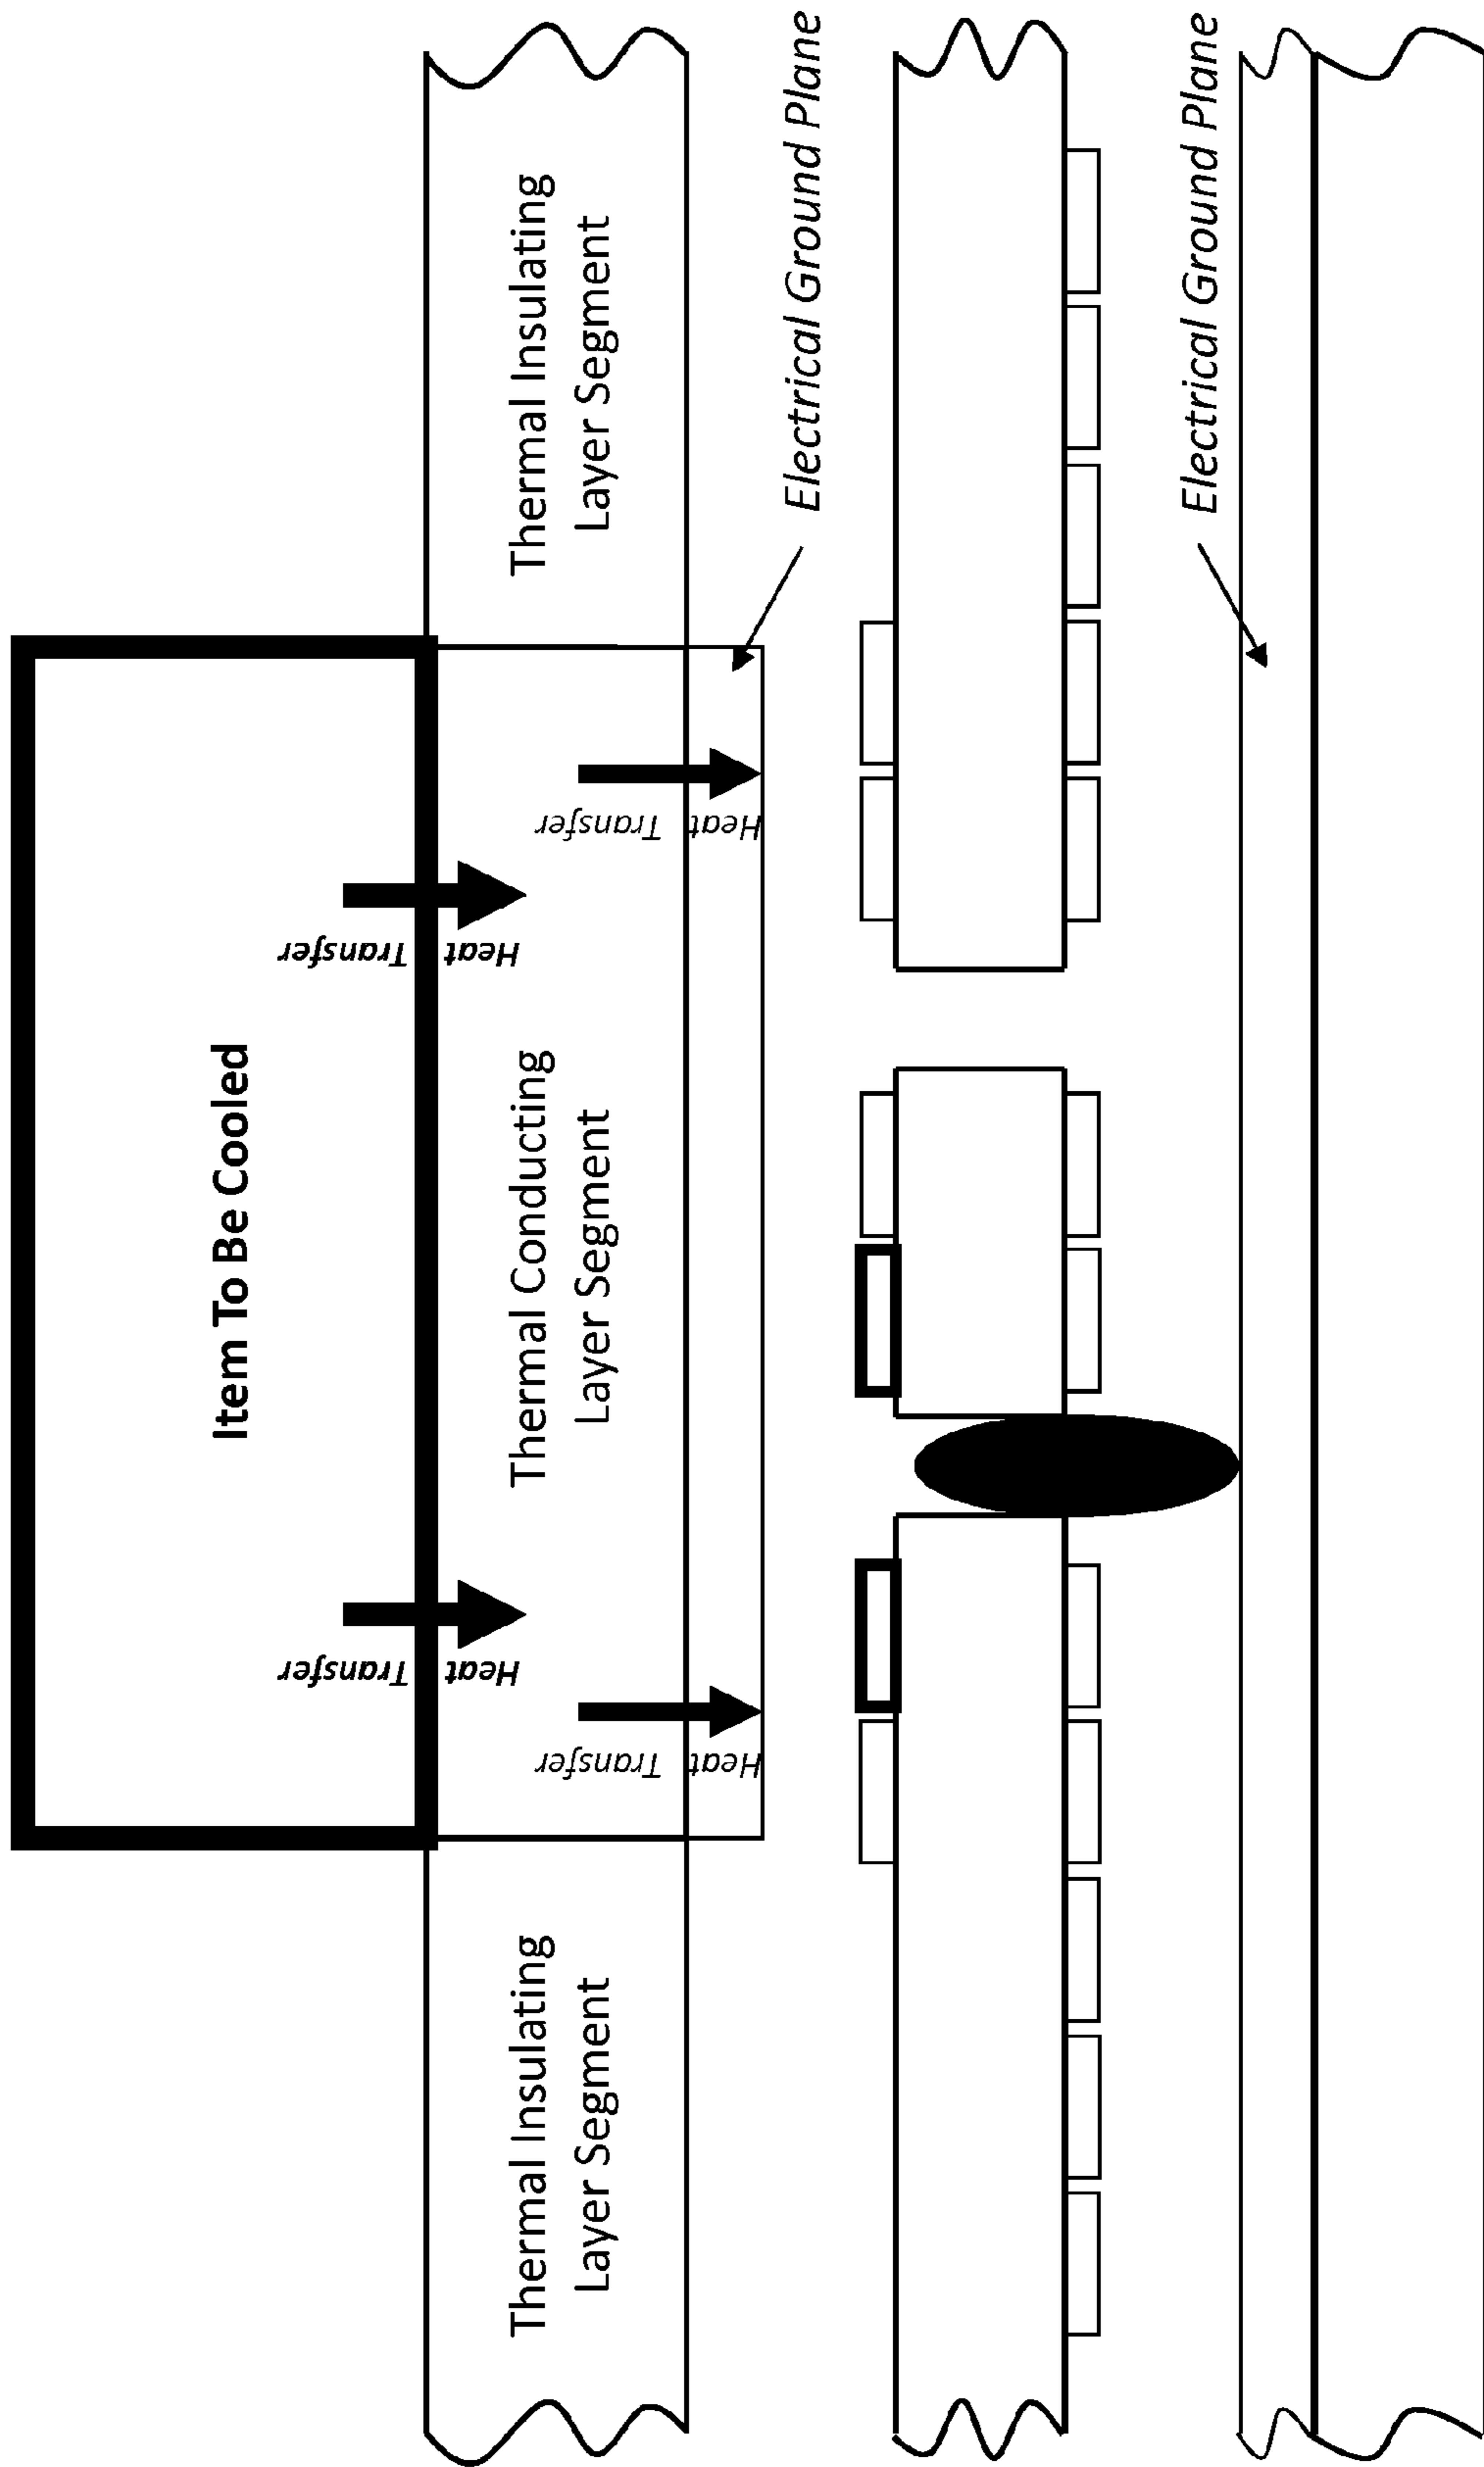 Item To Be Cooled
Heat
Transfer
Heat
Transfer
Thermal Insulating
Layer Segment
Thermal Conducting
Layer Segment
Thermal Insulating
Layer Segment
Heat
Transfer
Heat
Transfer
Electrical Ground Plane
Electrical Ground Plane